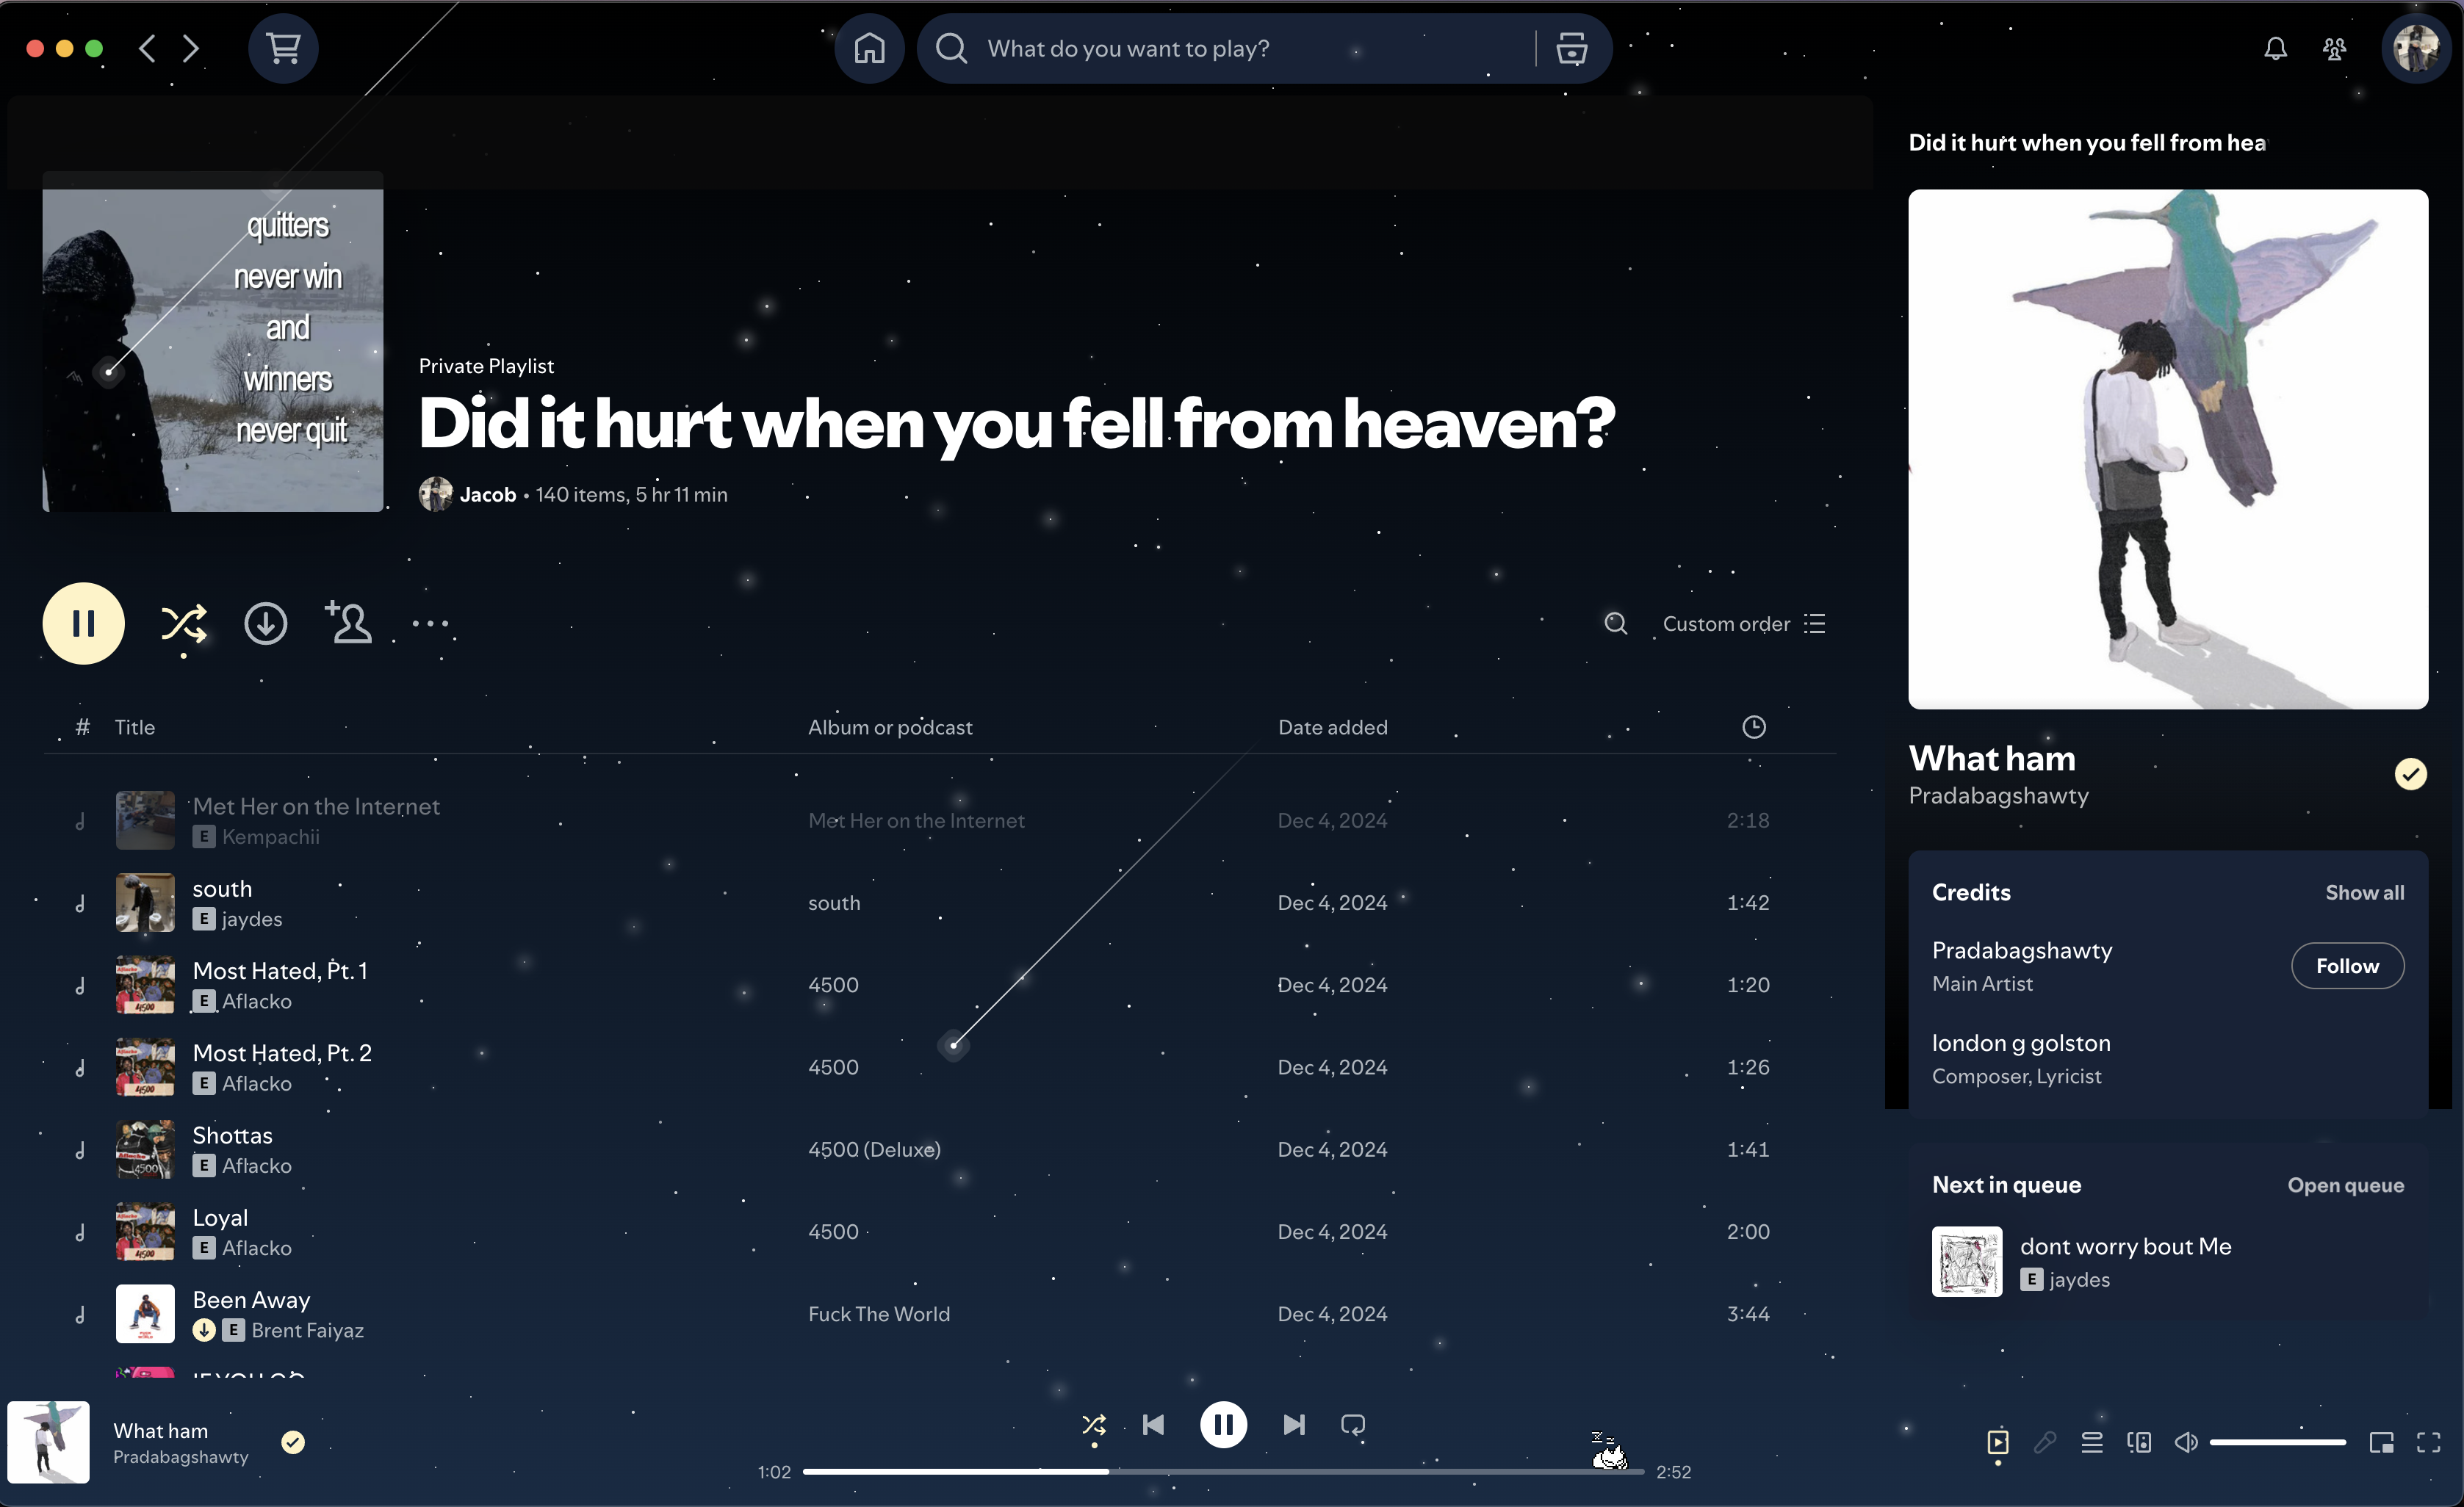 What do you want to play?
quitters
never win
and
winners
never quit
Private Playlist
Did it hurt when you fell from heaven?
Jacob • 140 items, 5 hr 11 min
Custom order
# Title Album or podcast Date added
Met Her on the Internet
E Kempachii
Met Her on the Internet Dec 4, 2024 2:18
south
E jaydes
south Dec 4, 2024 1:42
Most Hated, Pt. 1
E Aflacko
4500 Dec 4, 2024 1:20
Most Hated, Pt. 2
E Aflacko
4500 Dec 4, 2024 1:26
Shottas
E Aflacko
4500 (Deluxe) Dec 4, 2024 1:41
Loyal
E Aflacko
4500 Dec 4, 2024 2:00
Been Away
E Brent Faiyaz
Fuck The World Dec 4, 2024 3:44
Did it hurt when you fell from hea
What ham
Pradabagshawty
Credits Show all
Pradabagshawty
Main Artist
Follow
london g golston
Composer, Lyricist
Next in queue Open queue
dont worry bout Me
E jaydes
What ham
Pradabagshawty
1:02 2:52